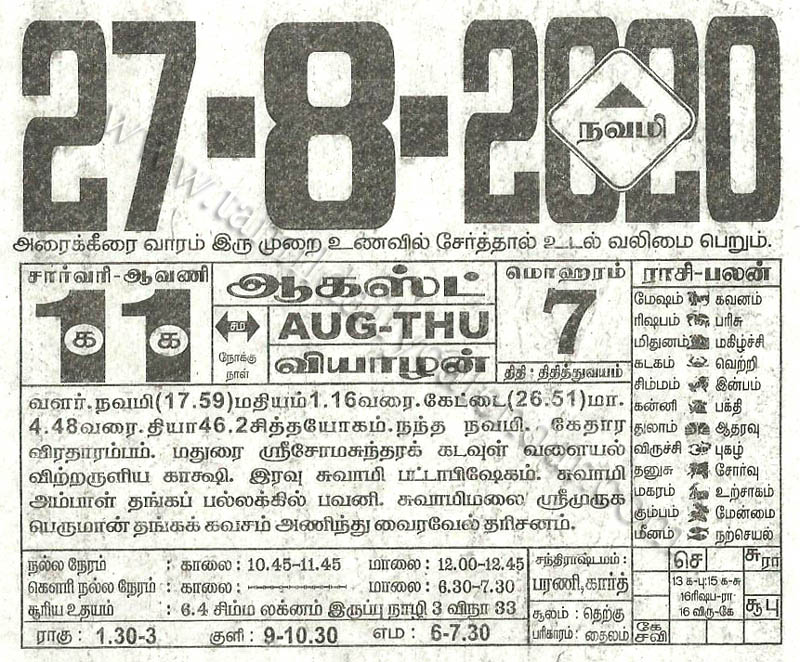 27-8-2020
நவமி
அரைக்கீரை வாரம் இரு முறை உணவில் சேர்த்தால் உடல் வலிமை பெறும்.
சார்வரி-ஆவணி
11
க க
சம
நோக்கு
நாள்
ஆகஸ்ட்
AUG-THU
வியாழன்
மொஹரம்
7
திதி : திதித்துவயம்
ராசி-பலன்
மேஷம் கவனம்
ரிஷபம் பரிசு
மிதுனம் மகிழ்ச்சி
கடகம் வெற்றி
சிம்மம் இன்பம்
கன்னி பக்தி
துலாம் ஆதரவு
விருச்சி புகழ்
தனுசு சோர்வு
மகரம் உற்சாகம்
கும்பம் மேன்மை
மீனம் நற்செயல்
வளர்.நவமி(17.59)மதியம்1.16வரை.கேட்டை(26.51)மா.
4.48வரை.தியா46.2சித்தயோகம்.நந்த நவமி. கேதார
விரதாரம்பம். மதுரை ஸ்ரீசோமசுந்தரக் கடவுள் வளையல்
விற்றருளிய காக்ஷி. இரவு சுவாமி பட்டாபிஷேகம். சுவாமி
அம்பாள் தங்கப் பல்லக்கில் பவனி. சுவாமிமலை ஸ்ரீமுருக
பெருமான் தங்கக் கவசம் அணிந்து வைரவேல் தரிசனம்.
நல்ல நேரம் : காலை: 10.45-11.45 மாலை: 12.00-12.45
கௌரி நல்ல நேரம் : காலை: மாலை: 6.30-7.30
சூரிய உதயம் : 6.4 சிம்ம லக்னம் இருப்பு நாழி 3 விநா 33
ராகு : 1.30-3 குளி : 9-10.30 எம : 6-7.30
சந்திராஷ்டமம்:
பரணி,கார்த்
சூலம் : தெற்கு
பரிகாரம்: தைலம்
செ சு ரா
13 க-பு:15 க-சு
16ரிஷப-ரா
16 விரு-கே
சூ பு
கே
ச வி